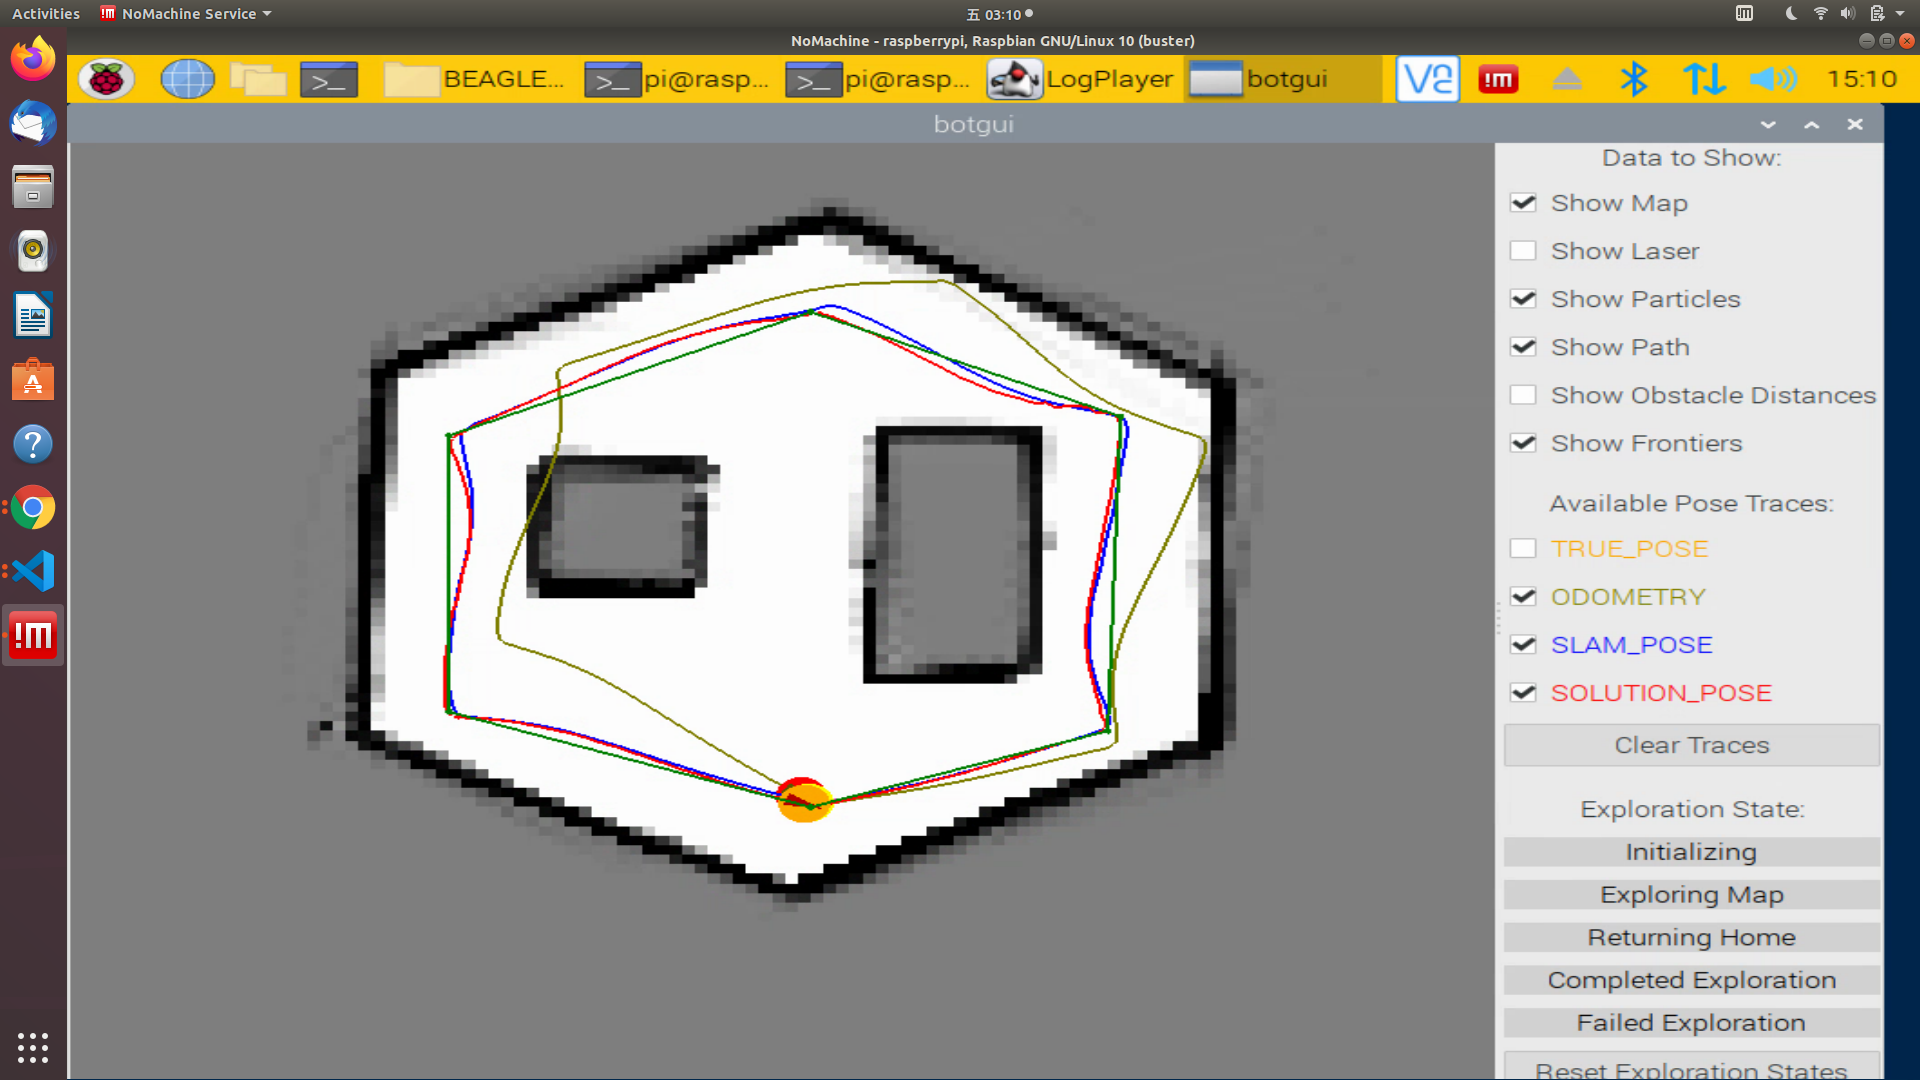 Activities
NoMachine Service
五 03:10
NoMachine - raspberrypi, Raspbian GNU/Linux 10 (buster)
BEAGLE...
pi@rasp...
pi@rasp...
LogPlayer
botgui
V2
!m
15:10
botgui
Data to Show:
Show Map
Show Laser
Show Particles
Show Path
Show Obstacle Distances
Show Frontiers
Available Pose Traces:
TRUE_POSE
ODOMETRY
SLAM_POSE
SOLUTION_POSE
Clear Traces
Exploration State:
Initializing
Exploring Map
Returning Home
Completed Exploration
Failed Exploration
Reset Exploration States